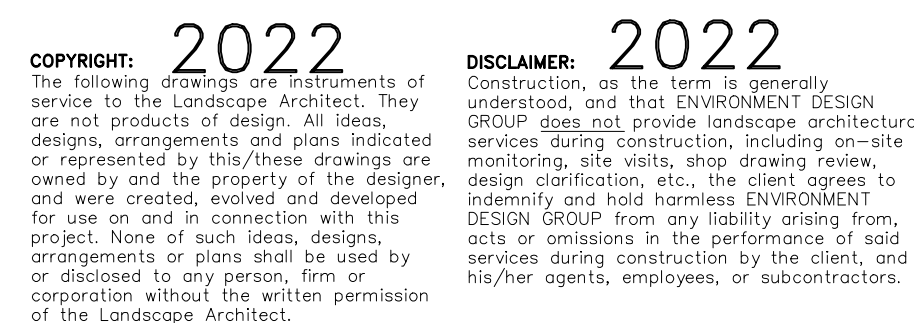 COPYRIGHT: 2022
The following drawings are instruments of
service to the Landscape Architect. They
are not products of design. All ideas,
designs, arrangements and plans indicated
or represented by this/these drawings are
owned by and the property of the designer,
and were created, evolved and developed
for use on and in connection with this
project. None of such ideas, designs,
arrangements or plans shall be used by
or disclosed to any person, firm or
corporation without the written permission
of the Landscape Architect.
DISCLAIMER: 2022
Construction, as the term is generally
understood, and that ENVIRONMENT DESIGN
GROUP does not provide landscape architectura
services during construction, including on-site
monitoring, site visits, shop drawing review,
design clarification, etc., the client agrees to
indemnify and hold harmless ENVIRONMENT
DESIGN GROUP from any liability arising from,
acts or omissions in the performance of said
services during construction by the client, and
his/her agents, employees, or subcontractors.